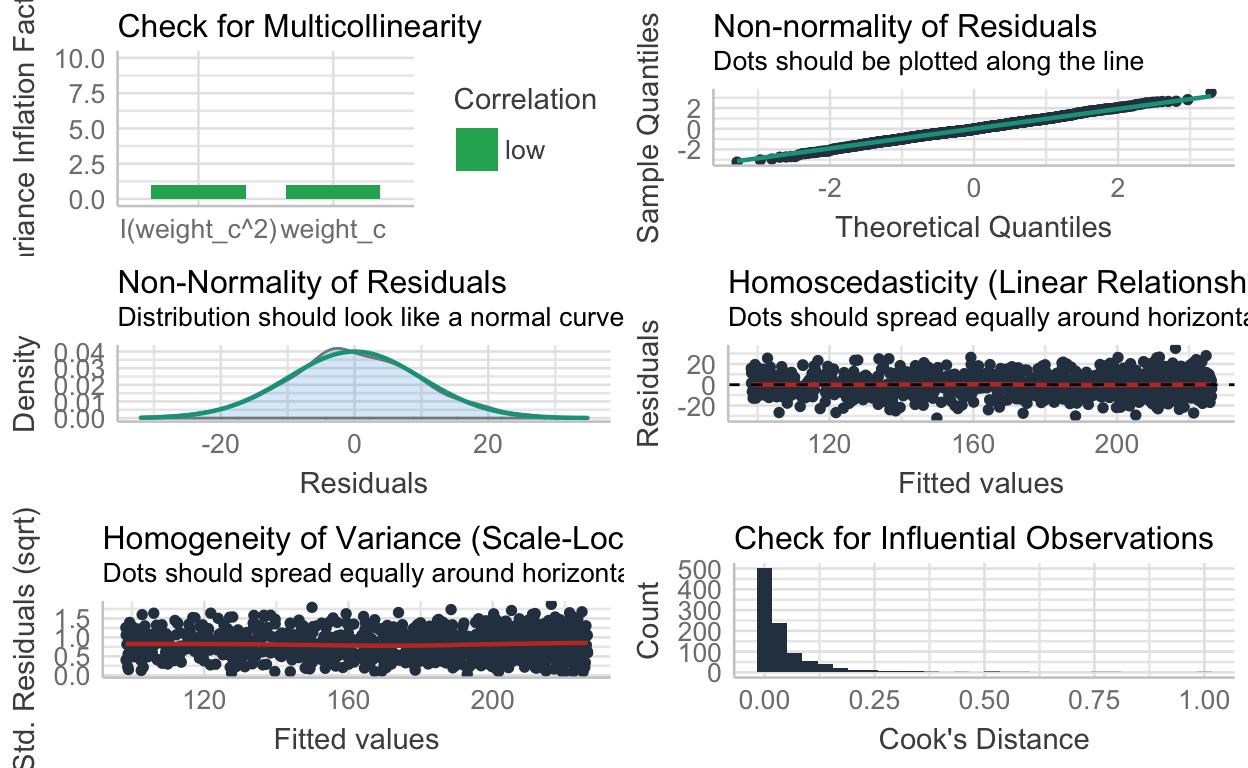 Check for Multicollinearity
riance Inflation Fact
10.0
7.5
5.0
2.5
0.0
I(weight_c^2) weight_c
Correlation
low
Non-normality of Residuals
Dots should be plotted along the line
Sample Quantiles
2
0
-2
-2 0 2
Theoretical Quantiles
Non-Normality of Residuals
Distribution should look like a normal curve
Density
0.04
0.03
0.02
0.01
0.00
-20 0 20
Residuals
Homoscedasticity (Linear Relationsh
Dots should spread equally around horizonta
Residuals
20
0
-20
120 160 200
Fitted values
Homogeneity of Variance (Scale-Loc
Dots should spread equally around horizonta
Std. Residuals (sqrt)
1.5
1.0
0.5
0.0
120 160 200
Fitted values
Check for Influential Observations
Count
500
400
300
200
100
0
0.00 0.25 0.50 0.75 1.00
Cook's Distance